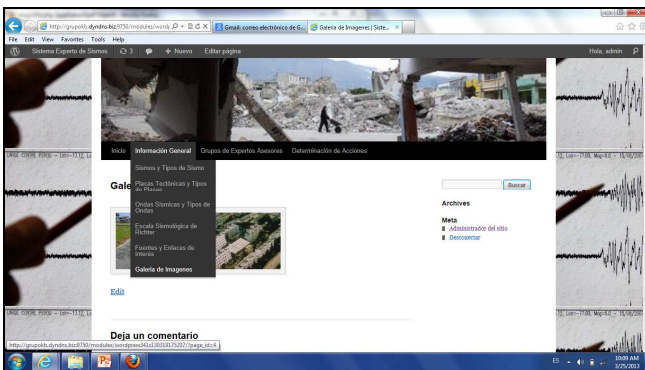 http://grupokb.dyndns.biz:9750/modules/wordp
Gmail: correo electrónico de G...
Galeria de Imagenes | Siste...
File Edit View Favorites Tools Help
Sistema Experto de Sismos 3 + Nuevo Editar página Hola, admin
Inicio Información General Grupos de Expertos Asesores Determinación de Acciones
Sismos y Tipos de Sismo
Placas Tectónicas y Tipos de Placas
Ondas Sísmicas y Tipos de Ondas
Escala Sismológica de Richter
Fuentes y Enlaces de Interés
Galeria de Imagenes
Gale
Edit
Deja un comentario
Buscar
Archives
Meta
Administrador del sitio
Desconectar
ES
10:09 AM
3/25/2013